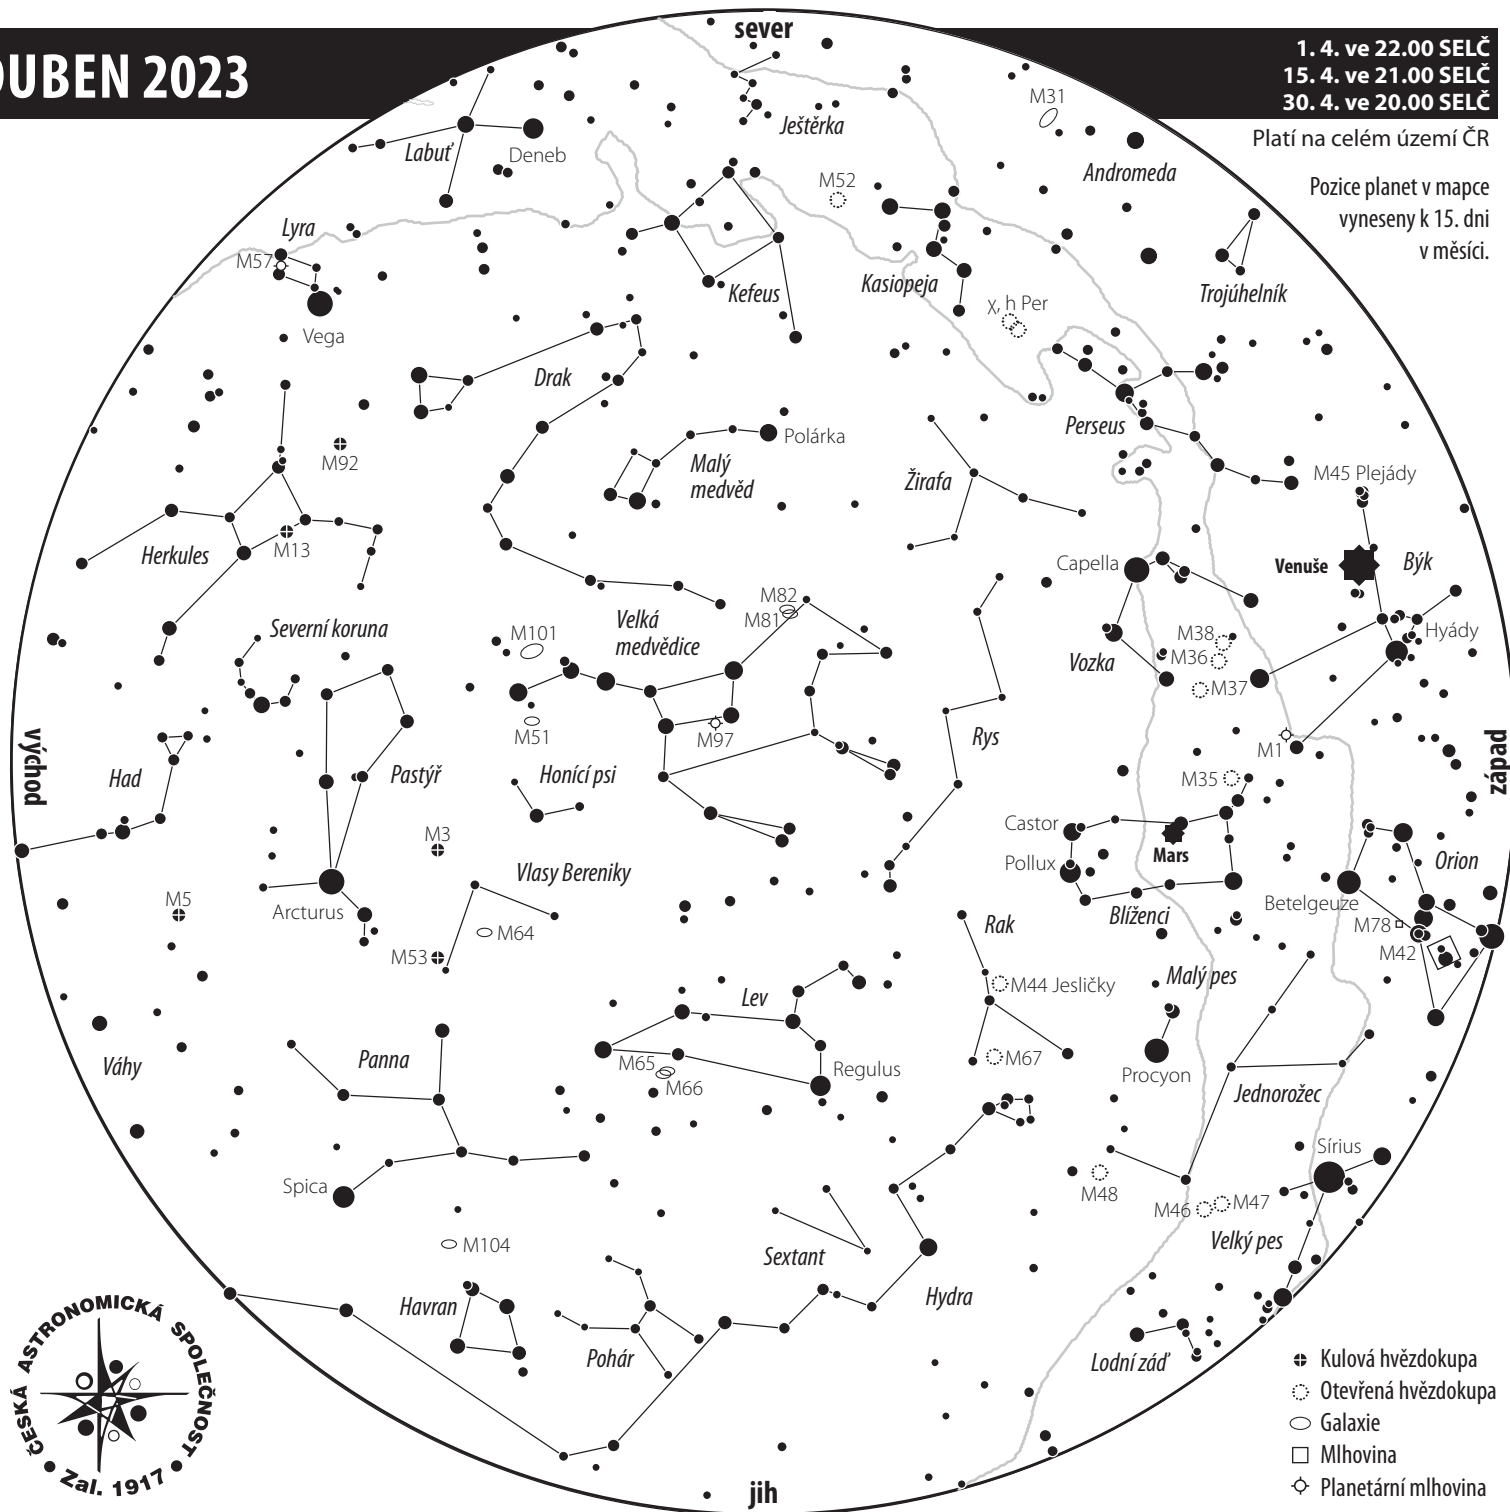 sever
DUBEN 2023
1. 4. ve 22.00 SELČ
15. 4. ve 21.00 SELČ
30. 4. ve 20.00 SELČ
Platí na celém území ČR
Pozice planet v mapce
vyneseny k 15. dni
v měsíci.
M31
Ještěrka
Labuť
Deneb
Andromeda
M52
Lyra
M57
Kefeus
Kasiopeja
Trojúhelník
χ, h Per
Vega
Drak
Perseus
Polárka
M92
Malý
medvěd
Žirafa
M45 Plejády
Herkules
M13
Capella
Venuše
Býk
M82
M81
Severní koruna
M101
Velká
medvědice
M38
Hyády
M36
Vozka
M37
M51
M97
Rys
M1
východ
západ
Had
Pastýř
Honící psi
M35
Castor
M3
Mars
Pollux
Orion
Vlasy Bereniky
M5
Arcturus
Betelgeuze
Blíženci
Rak
M64
M78
M53
M42
Malý pes
M44 Jesličky
Lev
Váhy
Panna
M65
M66
Regulus
M67
Procyon
Jednorožec
Sírius
Spica
M48
M46
M47
M104
Sextant
Velký pes
Havran
Hydra
Pohár
Lodní záď
ČESKÁ ASTRONOMICKÁ SPOLEČNOST
Zal. 1917
Kulová hvězdokupa
Otevřená hvězdokupa
Galaxie
Mlhovina
Planetární mlhovina
jih